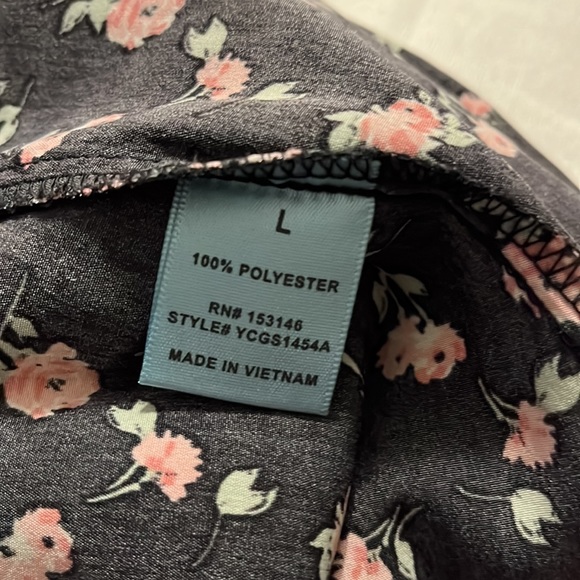 L
100% POLYESTER
RN# 153146
STYLE# YCGS1454A
MADE IN VIETNAM